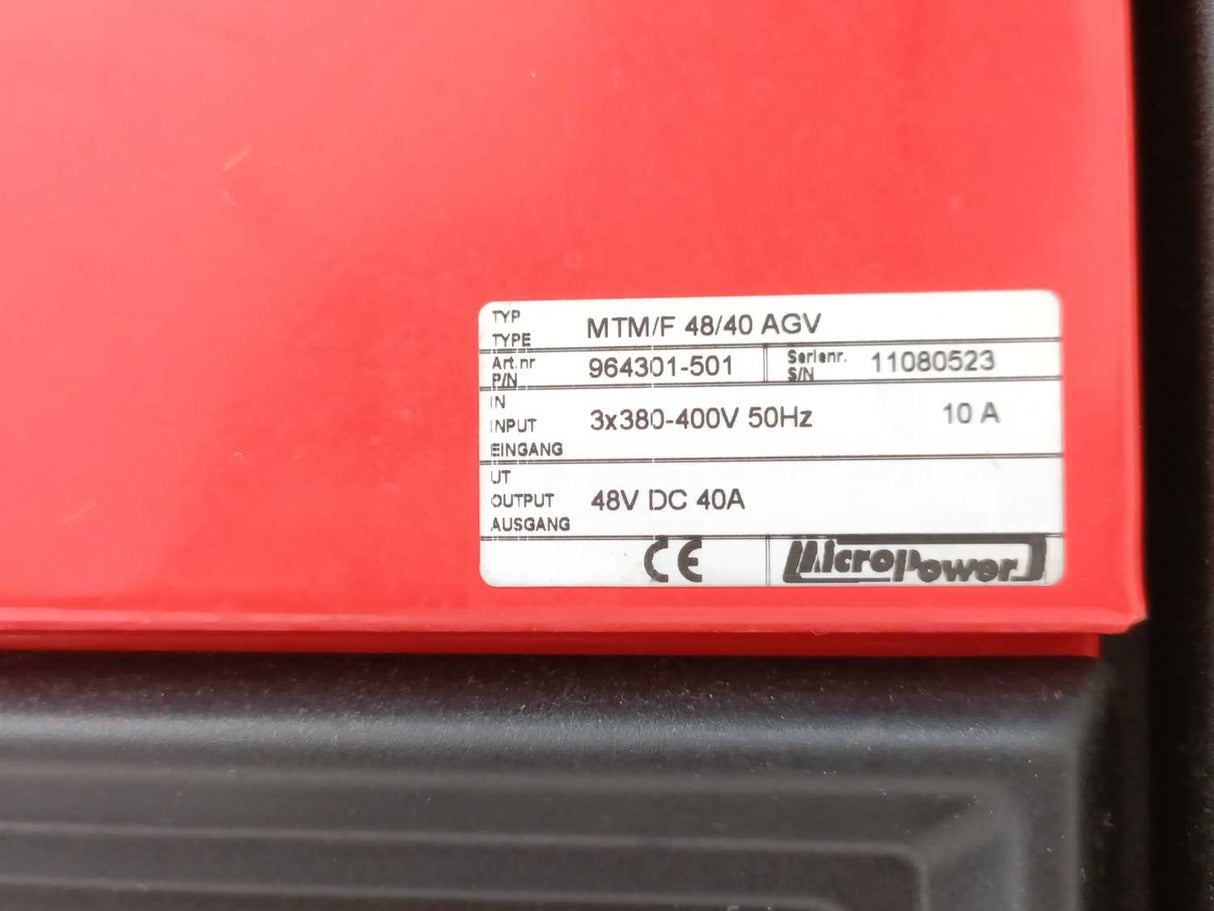 TYP
TYPE MTM/F 48/40 AGV
Art.nr
P/N 964301-501 Serienr.
S/N 11080523
IN
INPUT 3x380-400V 50Hz 10 A
EINGANG
UT
OUTPUT 48V DC 40A
AUSGANG
CE Micropower